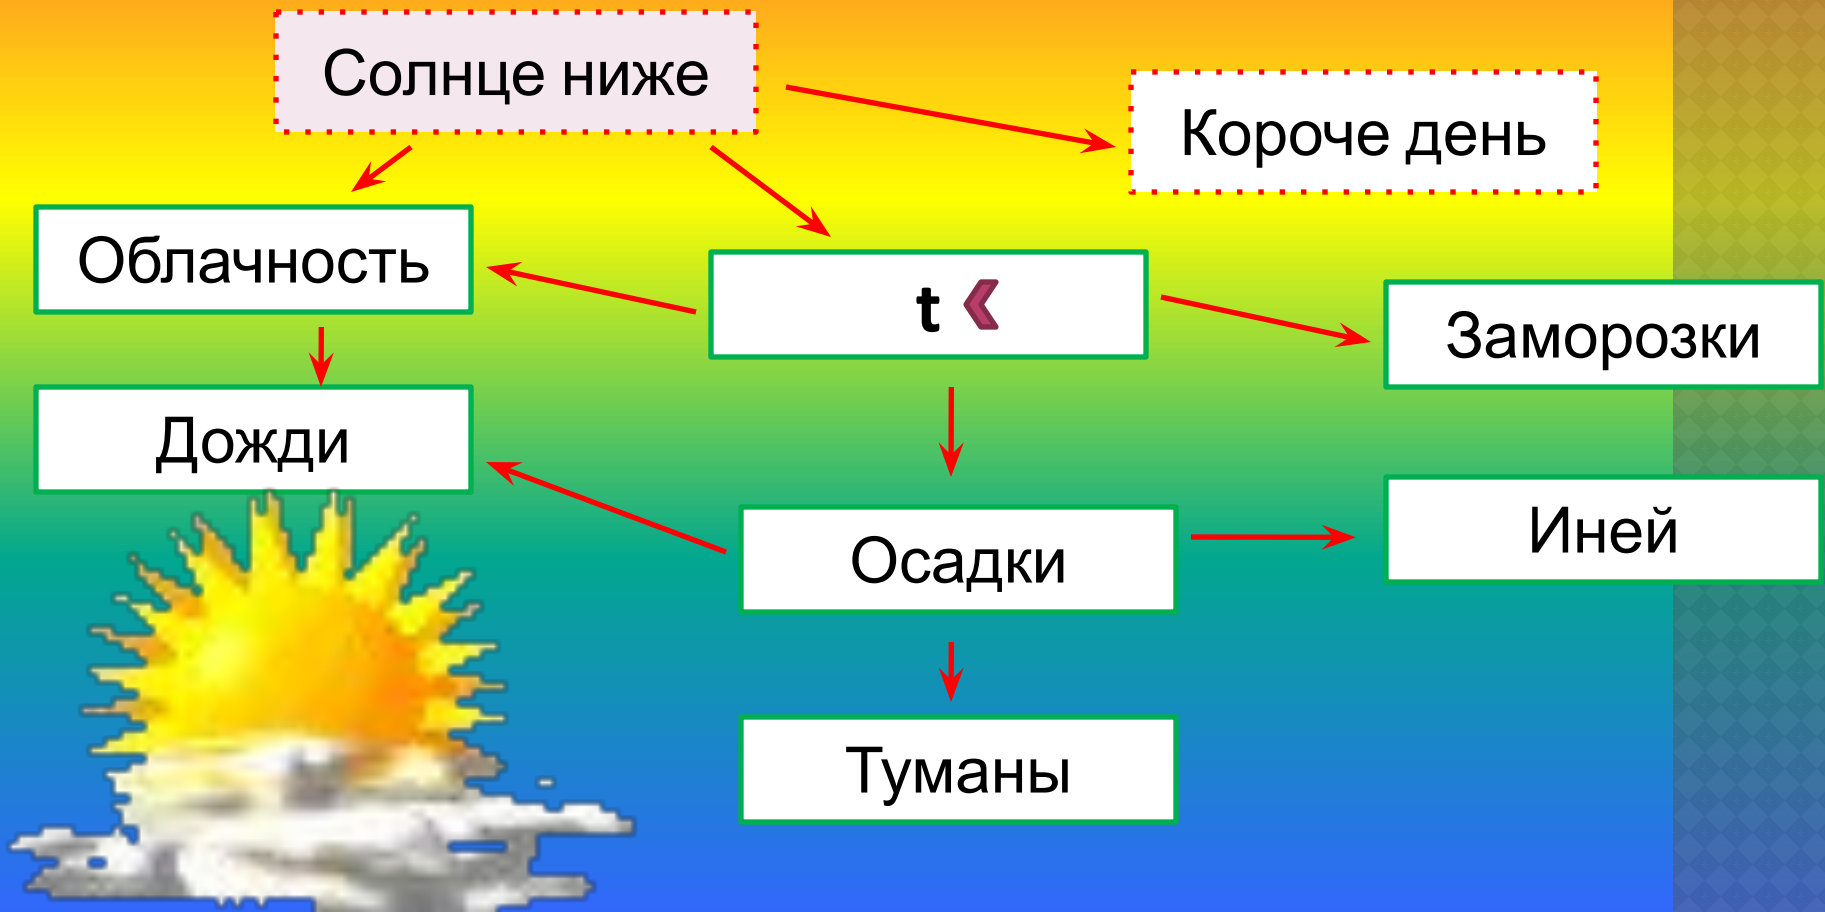 Солнце ниже
Короче день
Облачность
t
Заморозки
Дожди
Иней
Осадки
Туманы